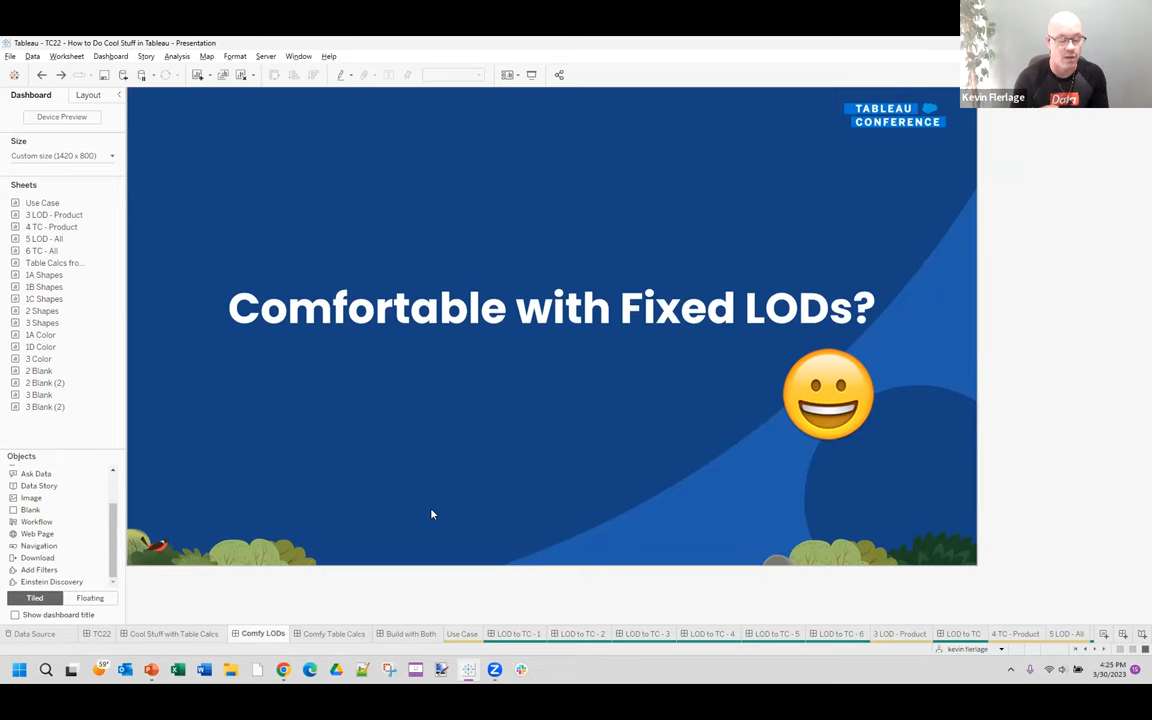 Tableau - TC22 - How to Do Cool Stuff in Tableau - Presentation
File Data Worksheet Dashboard Story Analysis Map Format Server Window Help
Kevin Flerlage
Data
Dashboard Layout
Device Preview
Size
Custom size (1420 x 800)
Sheets
Use Case
3 LOD - Product
4 TC - Product
5 LOD - All
6 TC - All
Table Calcs fro...
1A Shapes
1B Shapes
1C Shapes
2 Shapes
3 Shapes
1A Color
1D Color
3 Color
2 Blank
2 Blank (2)
3 Blank
3 Blank (2)
Objects
Ask Data
Data Story
Image
Blank
Workflow
Web Page
Navigation
Download
Add Filters
Einstein Discovery
Tiled Floating
Show dashboard title
TABLEAU
CONFERENCE
Comfortable with Fixed LODs?
Data Source TC22 Cool Stuff with Table Calcs Comfy LODs Comfy Table Calcs Build with Both Use Case LOD to TC - 1 LOD to TC - 2 LOD to TC - 3 LOD to TC - 4 LOD to TC - 5 LOD to TC - 6 3 LOD - Product LOD to TC 4 TC - Product 5 LOD - All
kevin flerlage
59°
4:25 PM
3/30/2023
15